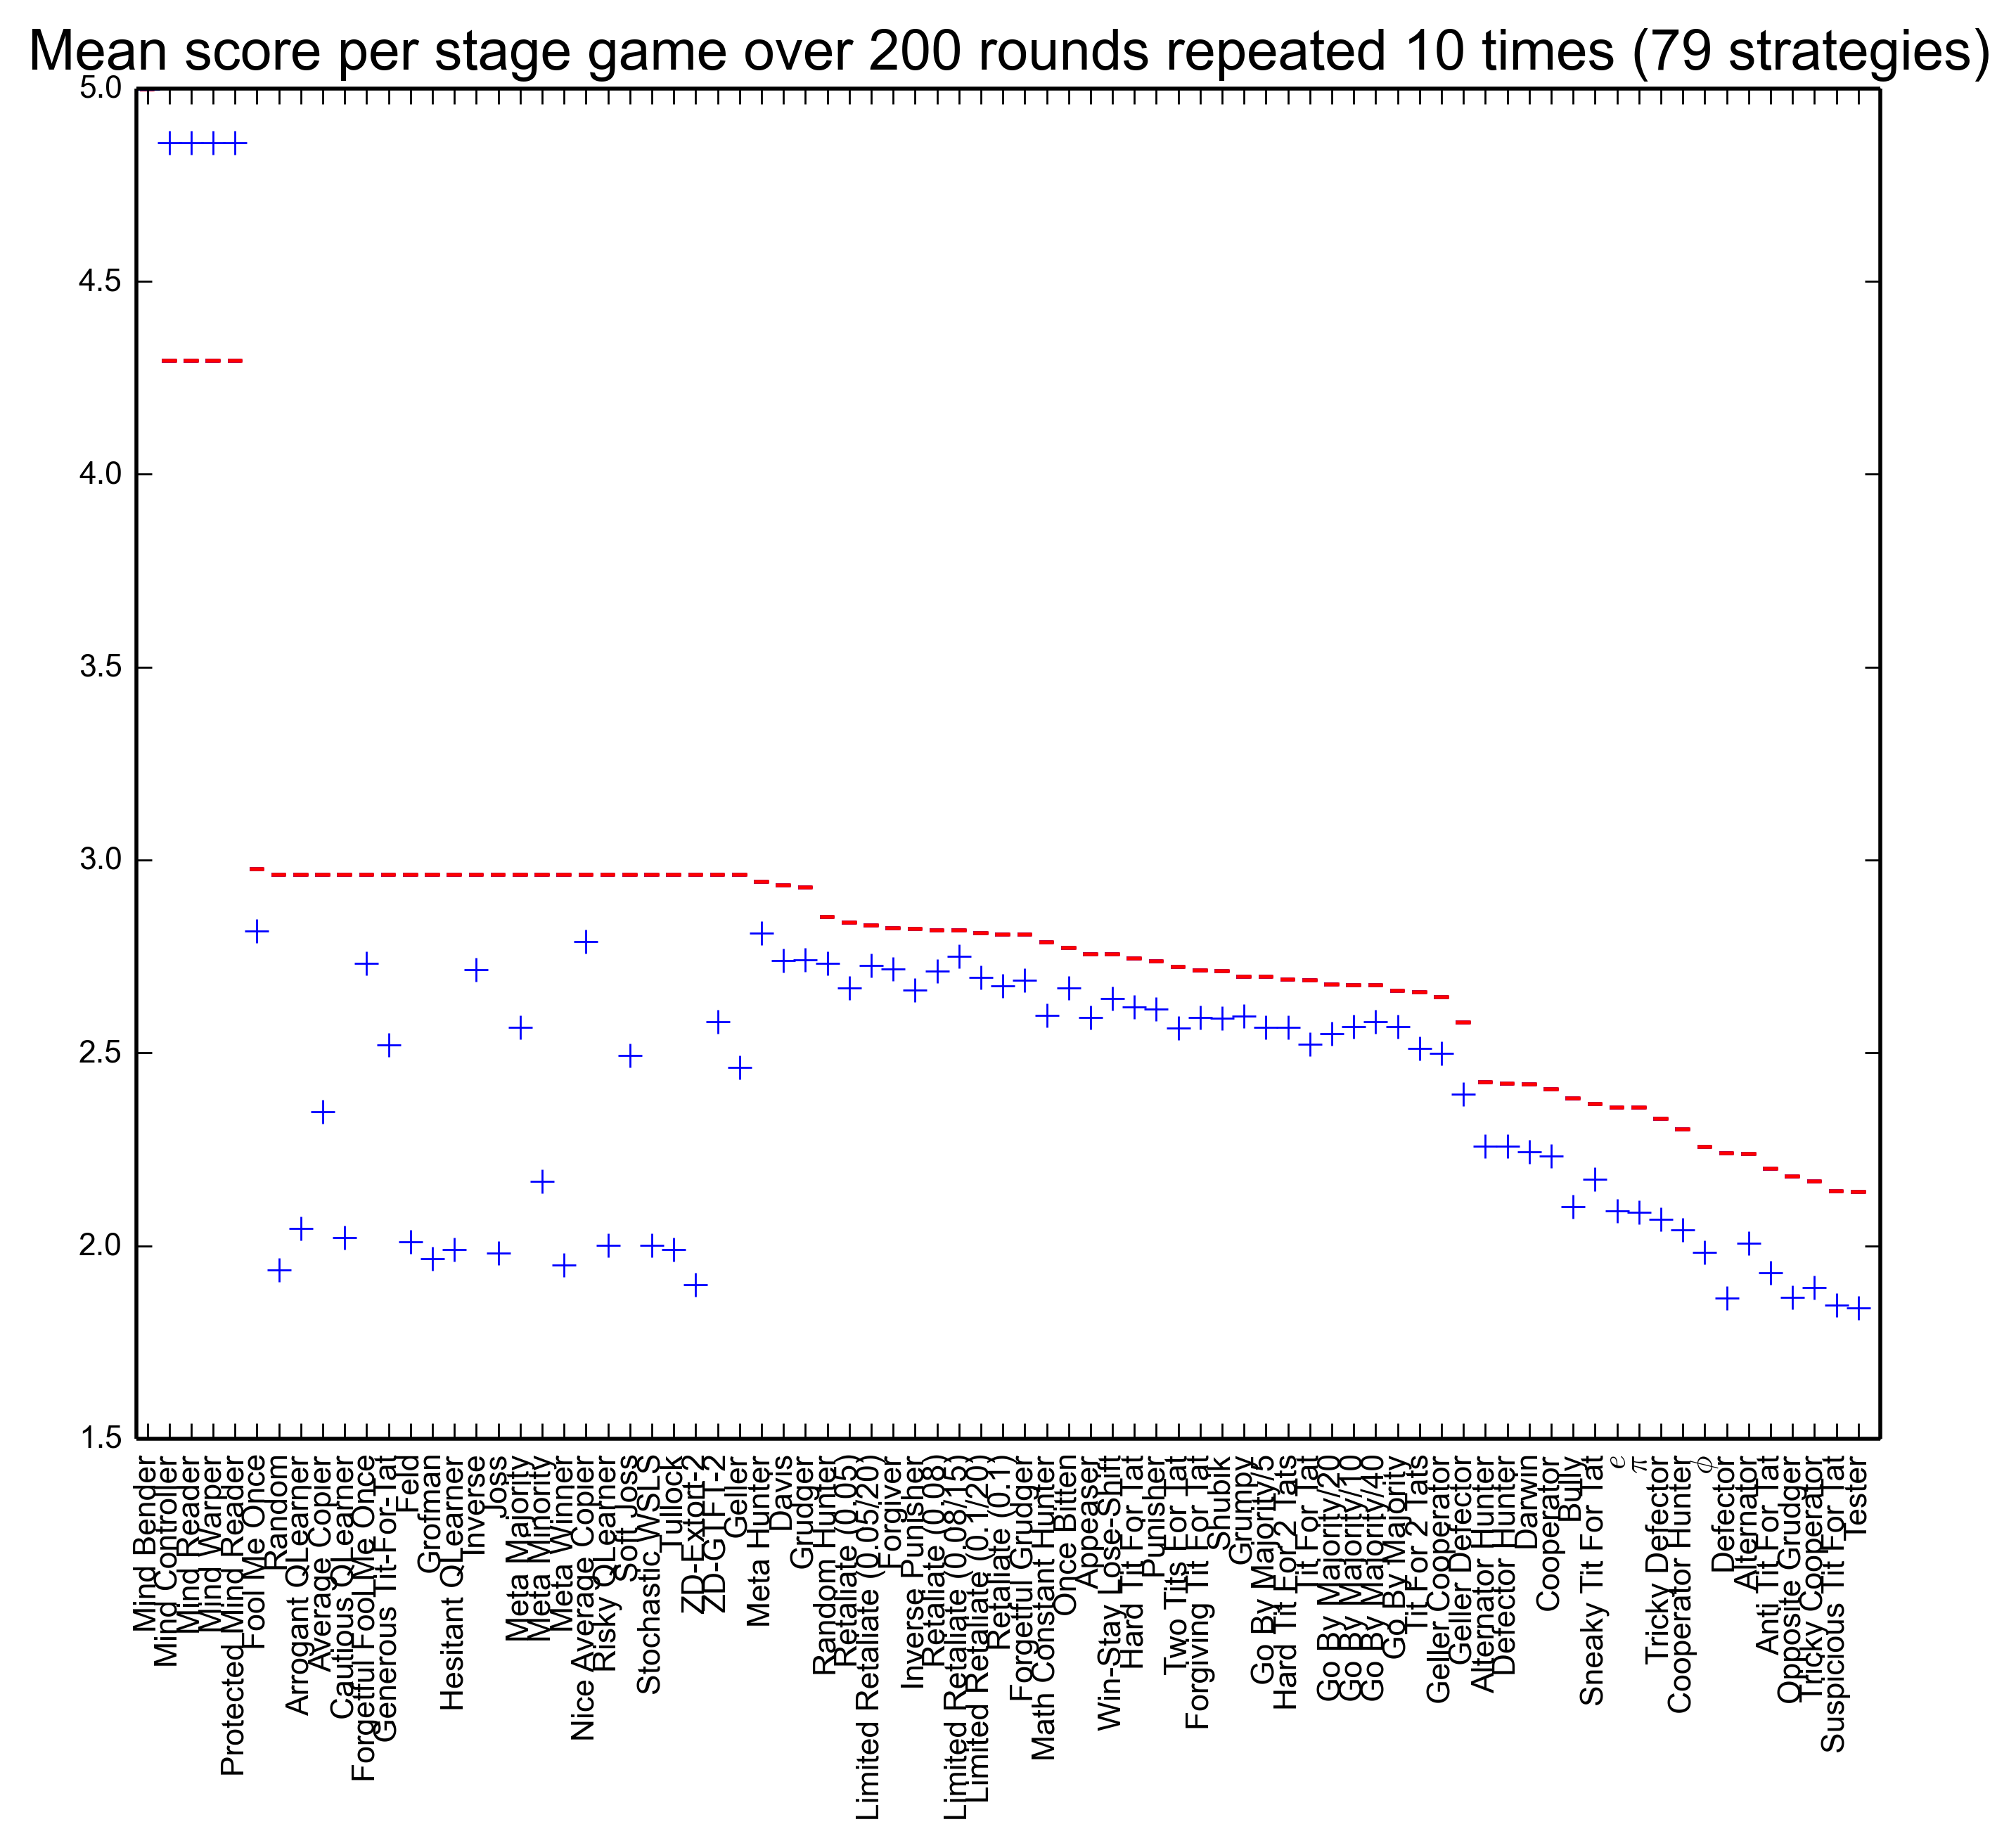 Mean score per stage game over 200 rounds repeated 10 times (79 strategies)
5.0
4.5
4.0
3.5
3.0
2.5
2.0
1.5
Mind Bender
Mind Controller
Mind Reader
Mind Warper
Protected Mind Reader
Fool Me Once
Random
Arrogant QLearner
Average Copier
Cautious QLearner
Forgetful Fool Me Once
Generous Tit-For-Tat
Feld
Grofman
Hesitant QLearner
Inverse
Joss
Meta Majority
Meta Minority
Meta Winner
Nice Average Copier
Risky QLearner
Soft Joss
Stochastic WSLS
Tullock
ZD-Extort-2
ZD-GTFT-2
Geller
Meta Hunter
Davis
Grudger
Random Hunter
Retaliate (0.05)
Limited Retaliate (0.05/20)
Forgiver
Inverse Punisher
Retaliate (0.08)
Limited Retaliate (0.08/15)
Limited Retaliate (0.1/20)
Retaliate (0.1)
Forgetful Grudger
Math Constant Hunter
Once Bitten
Appeaser
Win-Stay Lose-Shift
Hard Tit For Tat
Punisher
Two Tits For Tat
Forgiving Tit For Tat
Shubik
Grumpy
Go By Majority/5
Hard Tit For 2 Tats
Tit For Tat
Go By Majority/20
Go By Majority/10
Go By Majority/40
Go By Majority
Tit For 2 Tats
Geller Cooperator
Geller Defector
Alternator Hunter
Defector Hunter
Darwin
Cooperator
Bully
Sneaky Tit For Tat
e
π
Tricky Defector
Cooperator Hunter
ϕ
Defector
Alternator
Anti Tit For Tat
Opposite Grudger
Tricky Cooperator
Suspicious Tit For Tat
Tester